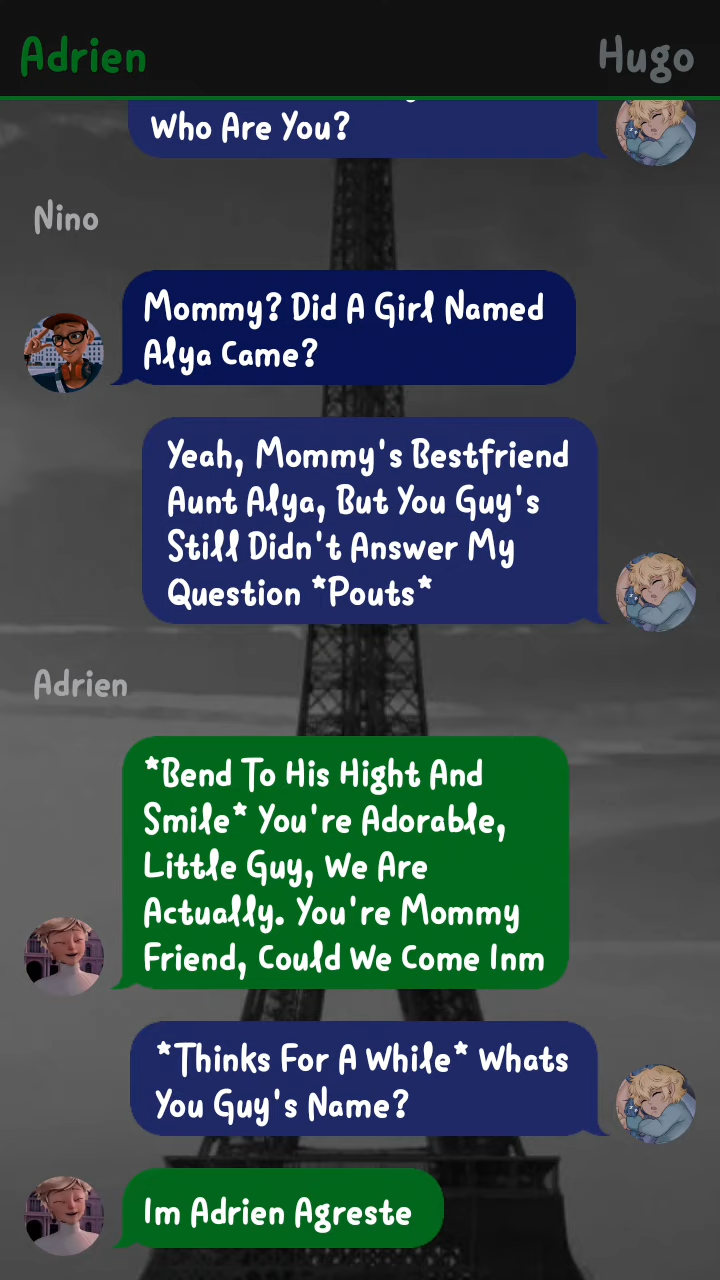 Adrien
Hugo
Who Are You?
Nino
Mommy? Did A Girl Named
Alya Came?
Yeah, Mommy's Bestfriend
Aunt Alya, But You Guy's
Still Didn't Answer My
Question *Pouts*
Adrien
*Bend To His Hight And
Smile* You're Adorable,
Little Guy, We Are
Actually. You're Mommy
Friend, Could We Come Inm
*Thinks For A While* Whats
You Guy's Name?
Im Adrien Agreste